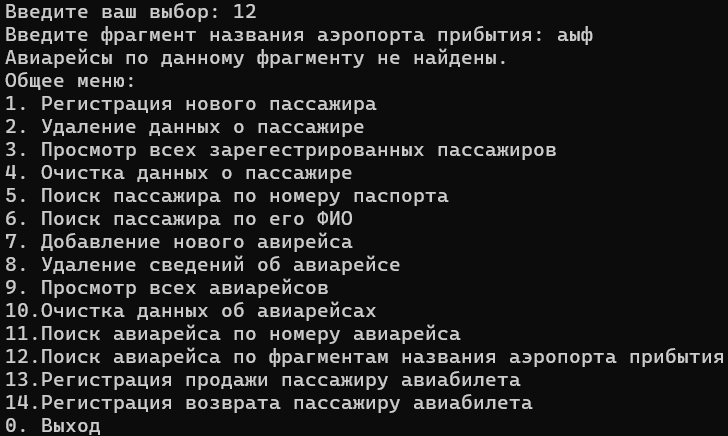 Введите ваш выбор: 12
Введите фрагмент названия аэропорта прибытия: аыф
Авиарейсы по данному фрагменту не найдены.
Общее меню:
1. Регистрация нового пассажира
2. Удаление данных о пассажире
3. Просмотр всех зарегестрированных пассажиров
4. Очистка данных о пассажире
5. Поиск пассажира по номеру паспорта
6. Поиск пассажира по его ФИО
7. Добавление нового авирейса
8. Удаление сведений об авиарейсе
9. Просмотр всех авиарейсов
10.Очистка данных об авиарейсах
11.Поиск авиарейса по номеру авиарейса
12.Поиск авиарейса по фрагментам названия аэропорта прибытия
13.Регистрация продажи пассажиру авиабилета
14.Регистрация возврата пассажиру авиабилета
0. Выход